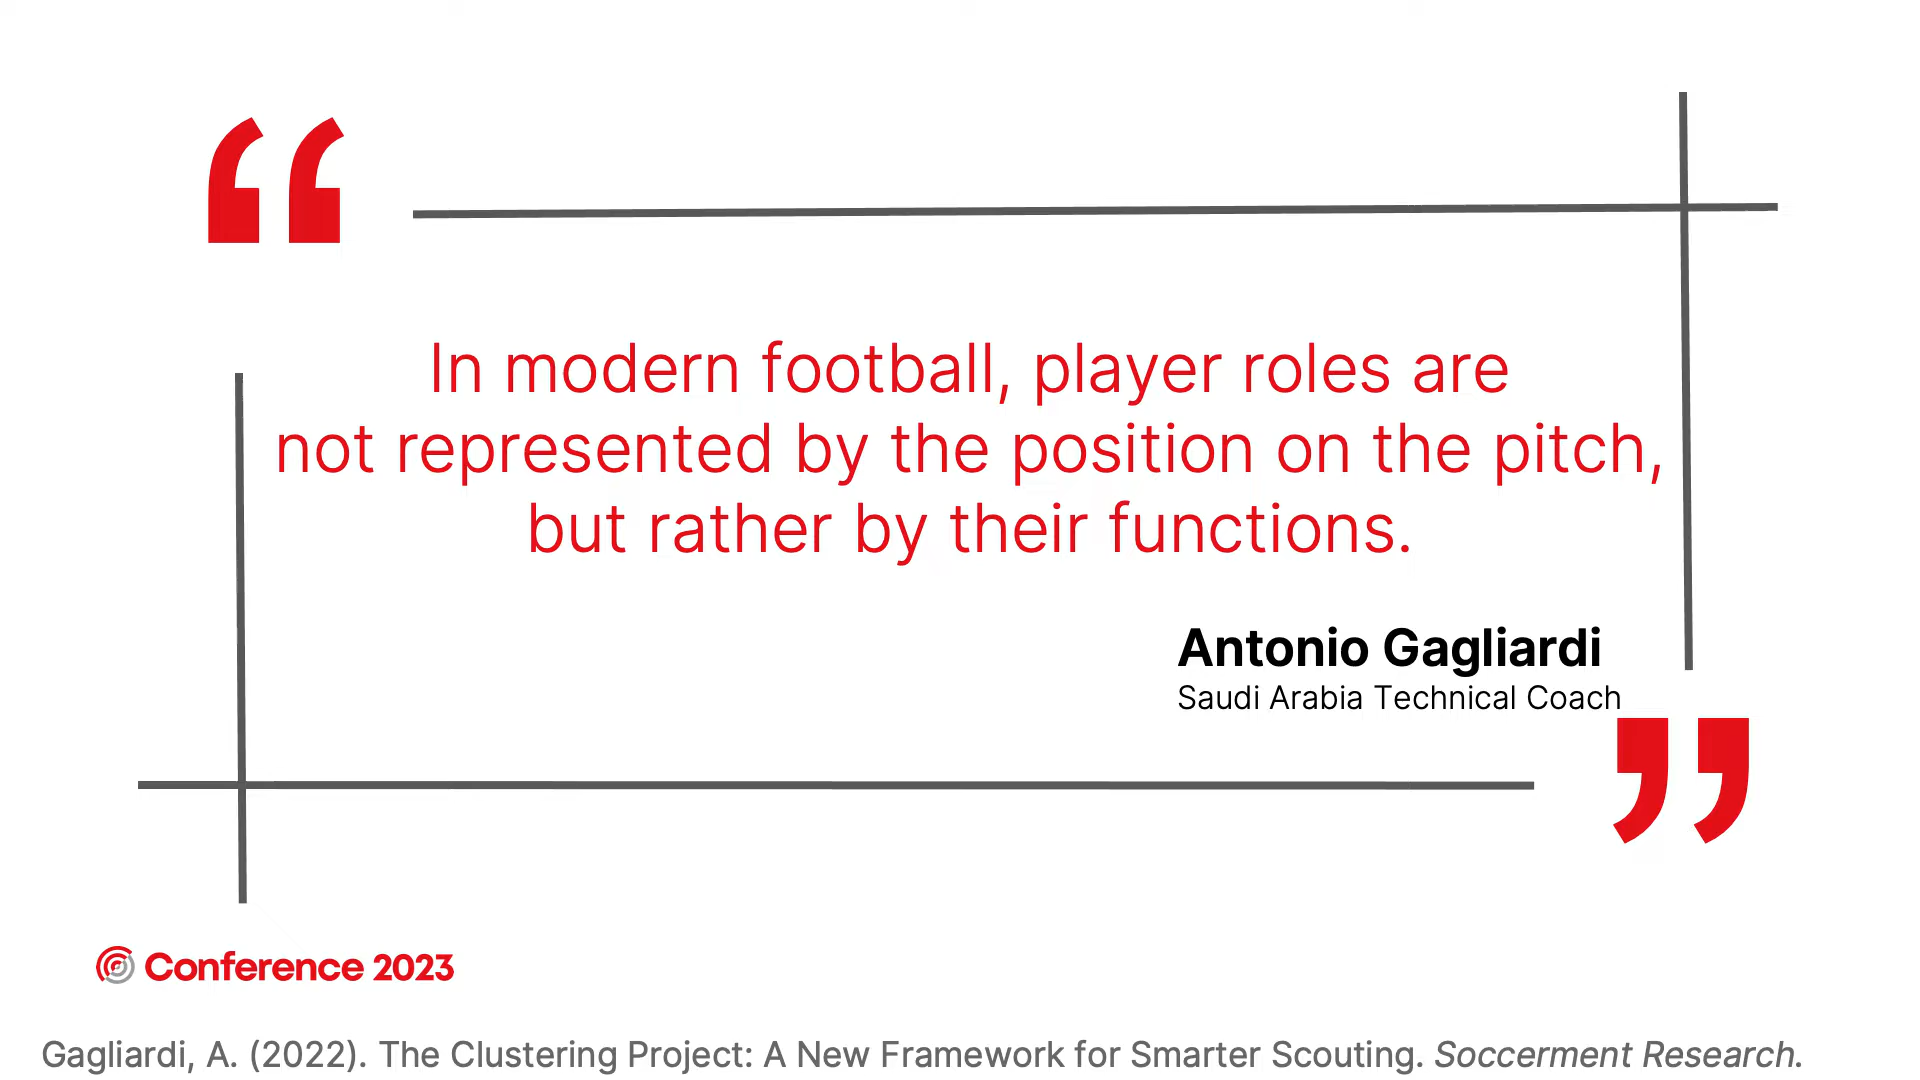 “
In modern football, player roles are
not represented by the position on the pitch,
but rather by their functions.
Antonio Gagliardi
Saudi Arabia Technical Coach
”
Conference 2023
Gagliardi, A. (2022). The Clustering Project: A New Framework for Smarter Scouting. Soccerment Research.